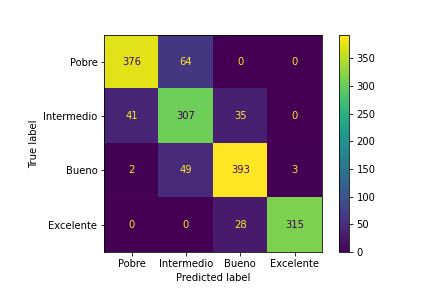 Pobre 376 64 0 0
Intermedio 41 307 35 0
Bueno 2 49 393 3
Excelente 0 0 28 315
Pobre Intermedio Bueno Excelente
Predicted label
True label
350
300
250
200
150
100
50
0